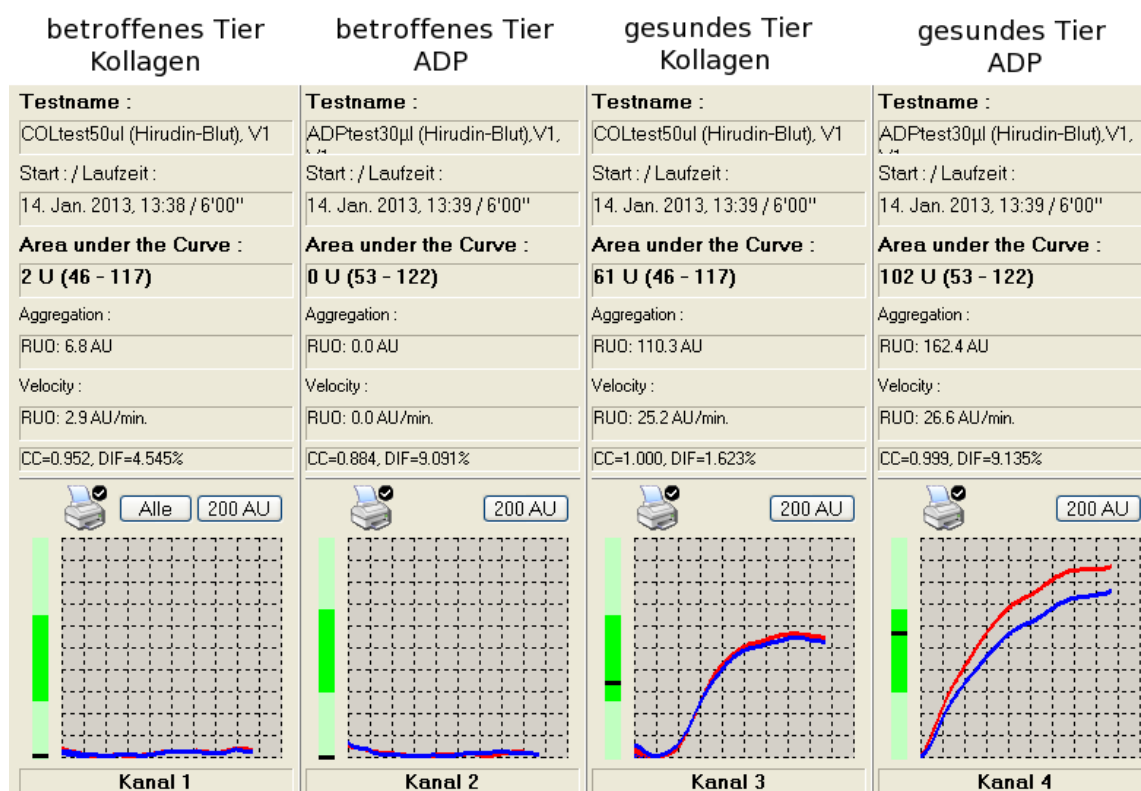 betroffenes Tier
Kollagen
Testname :
COLtest50ul (Hirudin-Blut), V1
Start : / Laufzeit :
14. Jan. 2013, 13:38 / 6'00"
Area under the Curve :
2 U (46 - 117)
Aggregation :
RUO: 6.8 AU
Velocity :
RUO: 2.9 AU/min.
CC=0.952, DIF=4.545%
Alle
200 AU
Kanal 1
betroffenes Tier
ADP
Testname :
ADPtest30µl (Hirudin-Blut),V1,
Start : / Laufzeit :
14. Jan. 2013, 13:39 / 6'00"
Area under the Curve :
0 U (53 - 122)
Aggregation :
RUO: 0.0 AU
Velocity :
RUO: 0.0 AU/min.
CC=0.884, DIF=9.091%
200 AU
Kanal 2
gesundes Tier
Kollagen
Testname :
COLtest50ul (Hirudin-Blut), V1
Start : / Laufzeit :
14. Jan. 2013, 13:39 / 6'00"
Area under the Curve :
61 U (46 - 117)
Aggregation :
RUO: 110.3 AU
Velocity :
RUO: 25.2 AU/min.
CC=1.000, DIF=1.623%
200 AU
Kanal 3
gesundes Tier
ADP
Testname :
ADPtest30µl (Hirudin-Blut),V1,
Start : / Laufzeit :
14. Jan. 2013, 13:39 / 6'00"
Area under the Curve :
102 U (53 - 122)
Aggregation :
RUO: 162.4 AU
Velocity :
RUO: 26.6 AU/min.
CC=0.999, DIF=9.135%
200 AU
Kanal 4